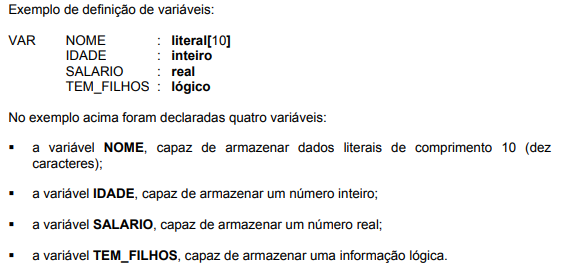 Exemplo de definição de variáveis:
VAR NOME : literal[10]
IDADE : inteiro
SALARIO : real
TEM_FILHOS : lógico
No exemplo acima foram declaradas quatro variáveis:
▪ a variável NOME, capaz de armazenar dados literais de comprimento 10 (dez
caracteres);
▪ a variável IDADE, capaz de armazenar um número inteiro;
▪ a variável SALARIO, capaz de armazenar um número real;
▪ a variável TEM_FILHOS, capaz de armazenar uma informação lógica.